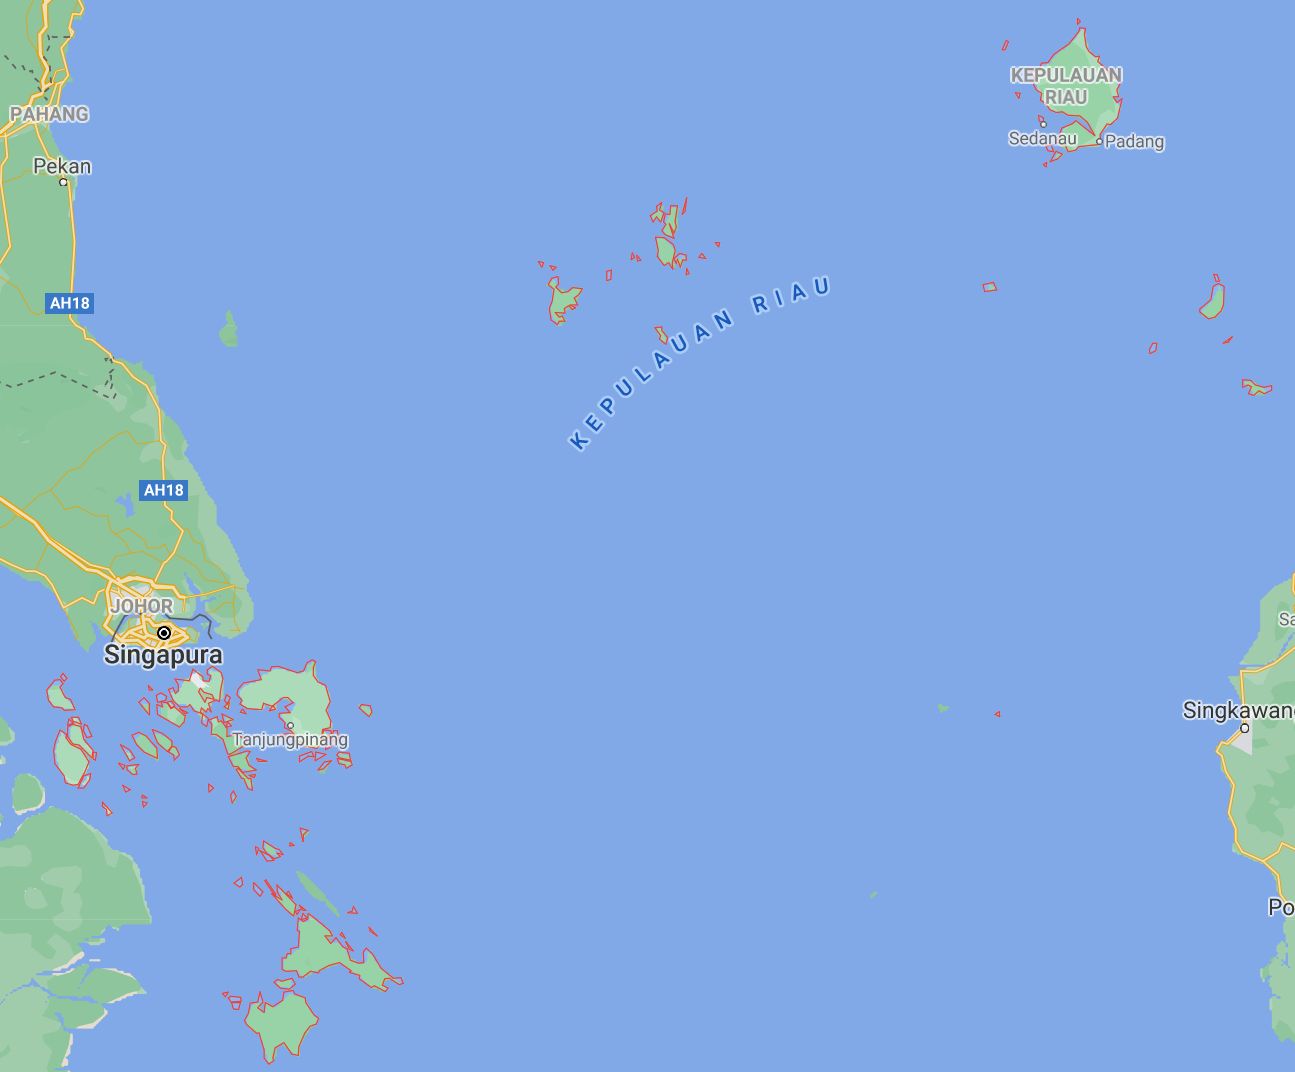 KEPULAUAN
RIAU
PAHANG
Sedanau
Padang
Pekan
KEPULAUAN RIAU
AH18
AH18
JOHOR
Singapura
Sa
Singkawan
Tanjungpinang
Po